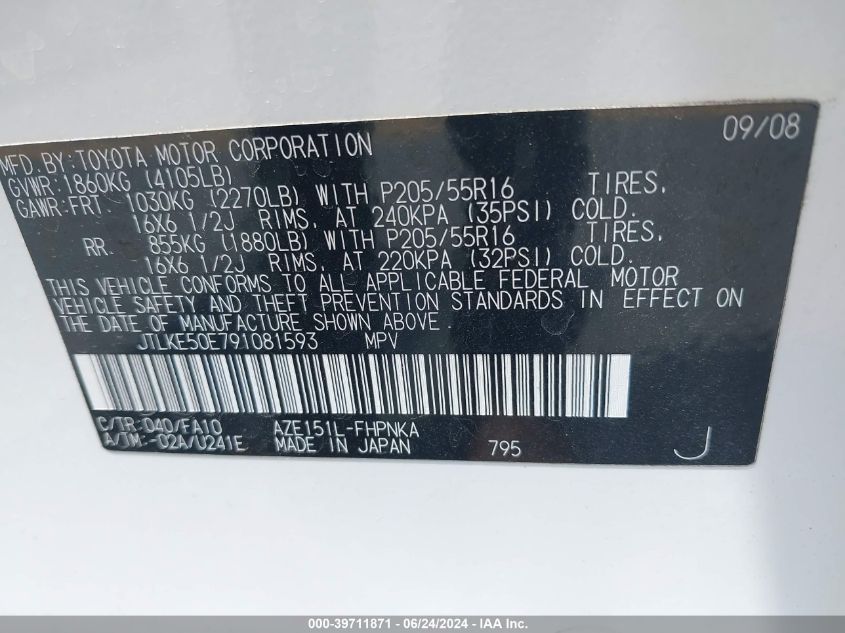 09/08
MFD.BY:TOYOTA MOTOR CORPORATION
GVWR:1860KG (4105LB)
GAWR:FRT. 1030KG (2270LB) WITH P205/55R16 TIRES,
16X6 1/2J RIMS, AT 240KPA (35PSI) COLD.
RR. 855KG (1880LB) WITH P205/55R16 TIRES,
16X6 1/2J RIMS, AT 220KPA (32PSI) COLD.
THIS VEHICLE CONFORMS TO ALL APPLICABLE FEDERAL MOTOR
VEHICLE SAFETY AND THEFT PREVENTION STANDARDS IN EFFECT ON
THE DATE OF MANUFACTURE SHOWN ABOVE.
JTLKE50E791081593 MPV
C/TR:040/FA10 AZE151L-FHPNKA
A/TM:-02A/U241E MADE IN JAPAN 795 J
000-39711871 - 06/24/2024 - IAA Inc.